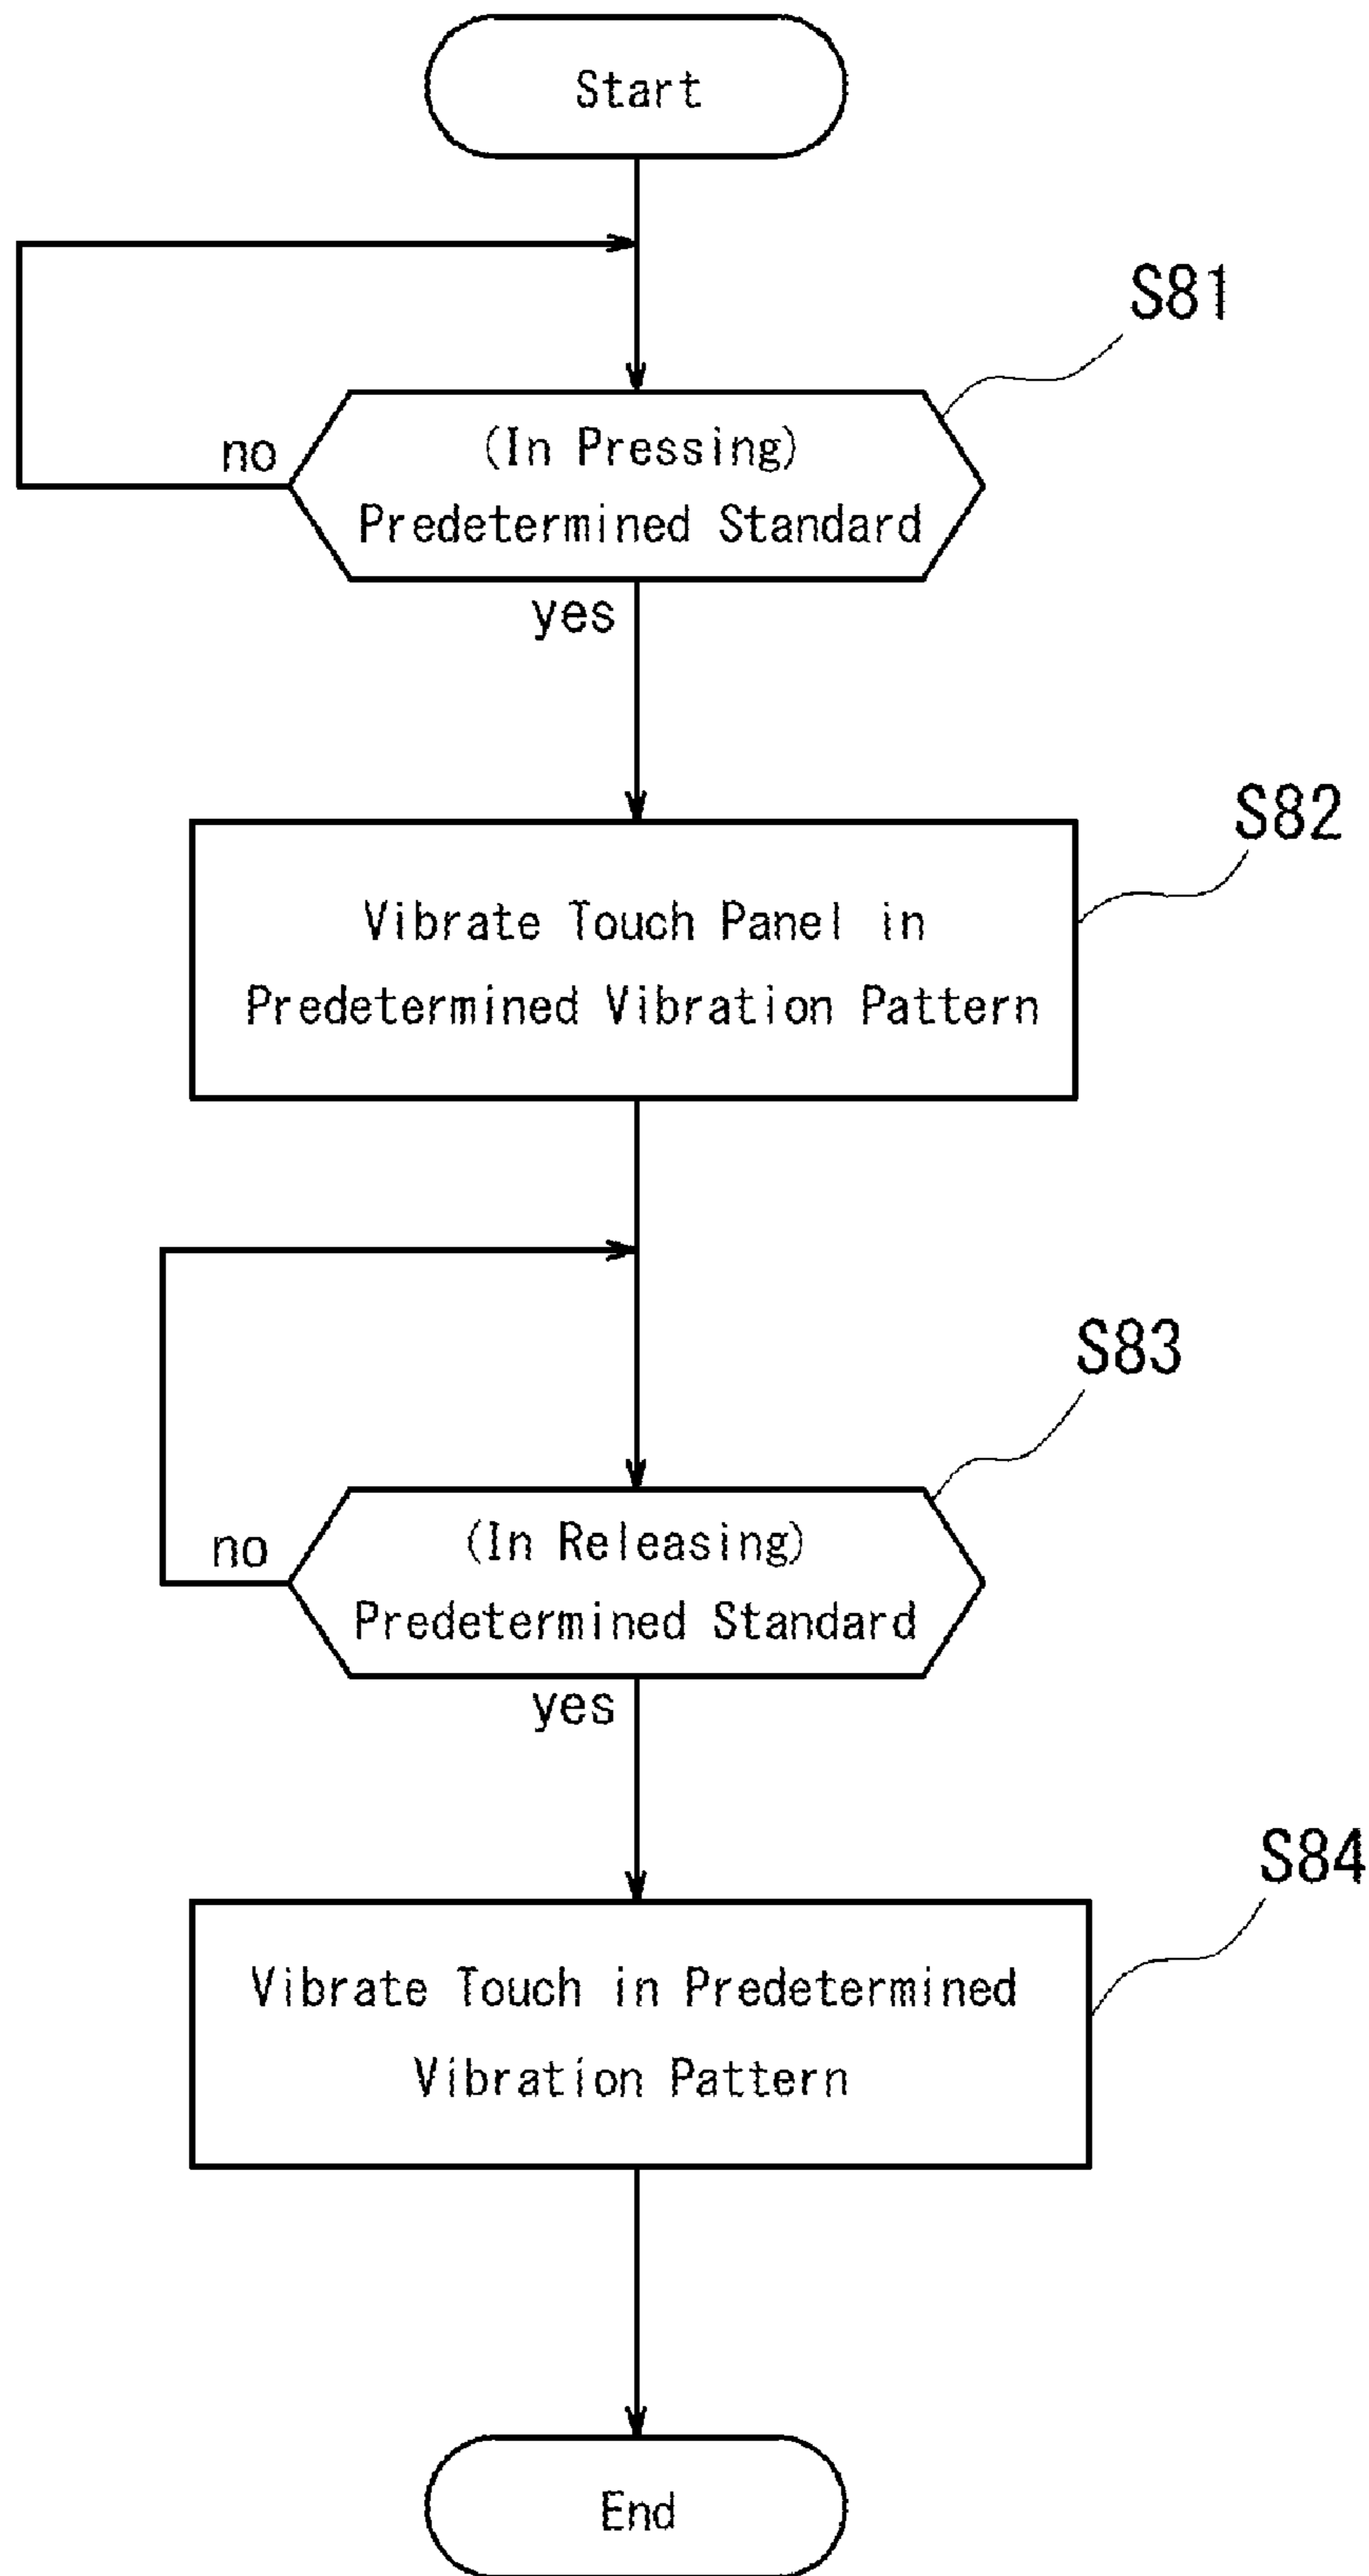 Start
S81
(In Pressing)
no
Predetermined Standard
yes
S82
Vibrate Touch Panel in
Predetermined Vibration Pattern
S83
(In Releasing)
no
Predetermined Standard
yes
S84
Vibrate Touch in Predetermined
Vibration Pattern
End